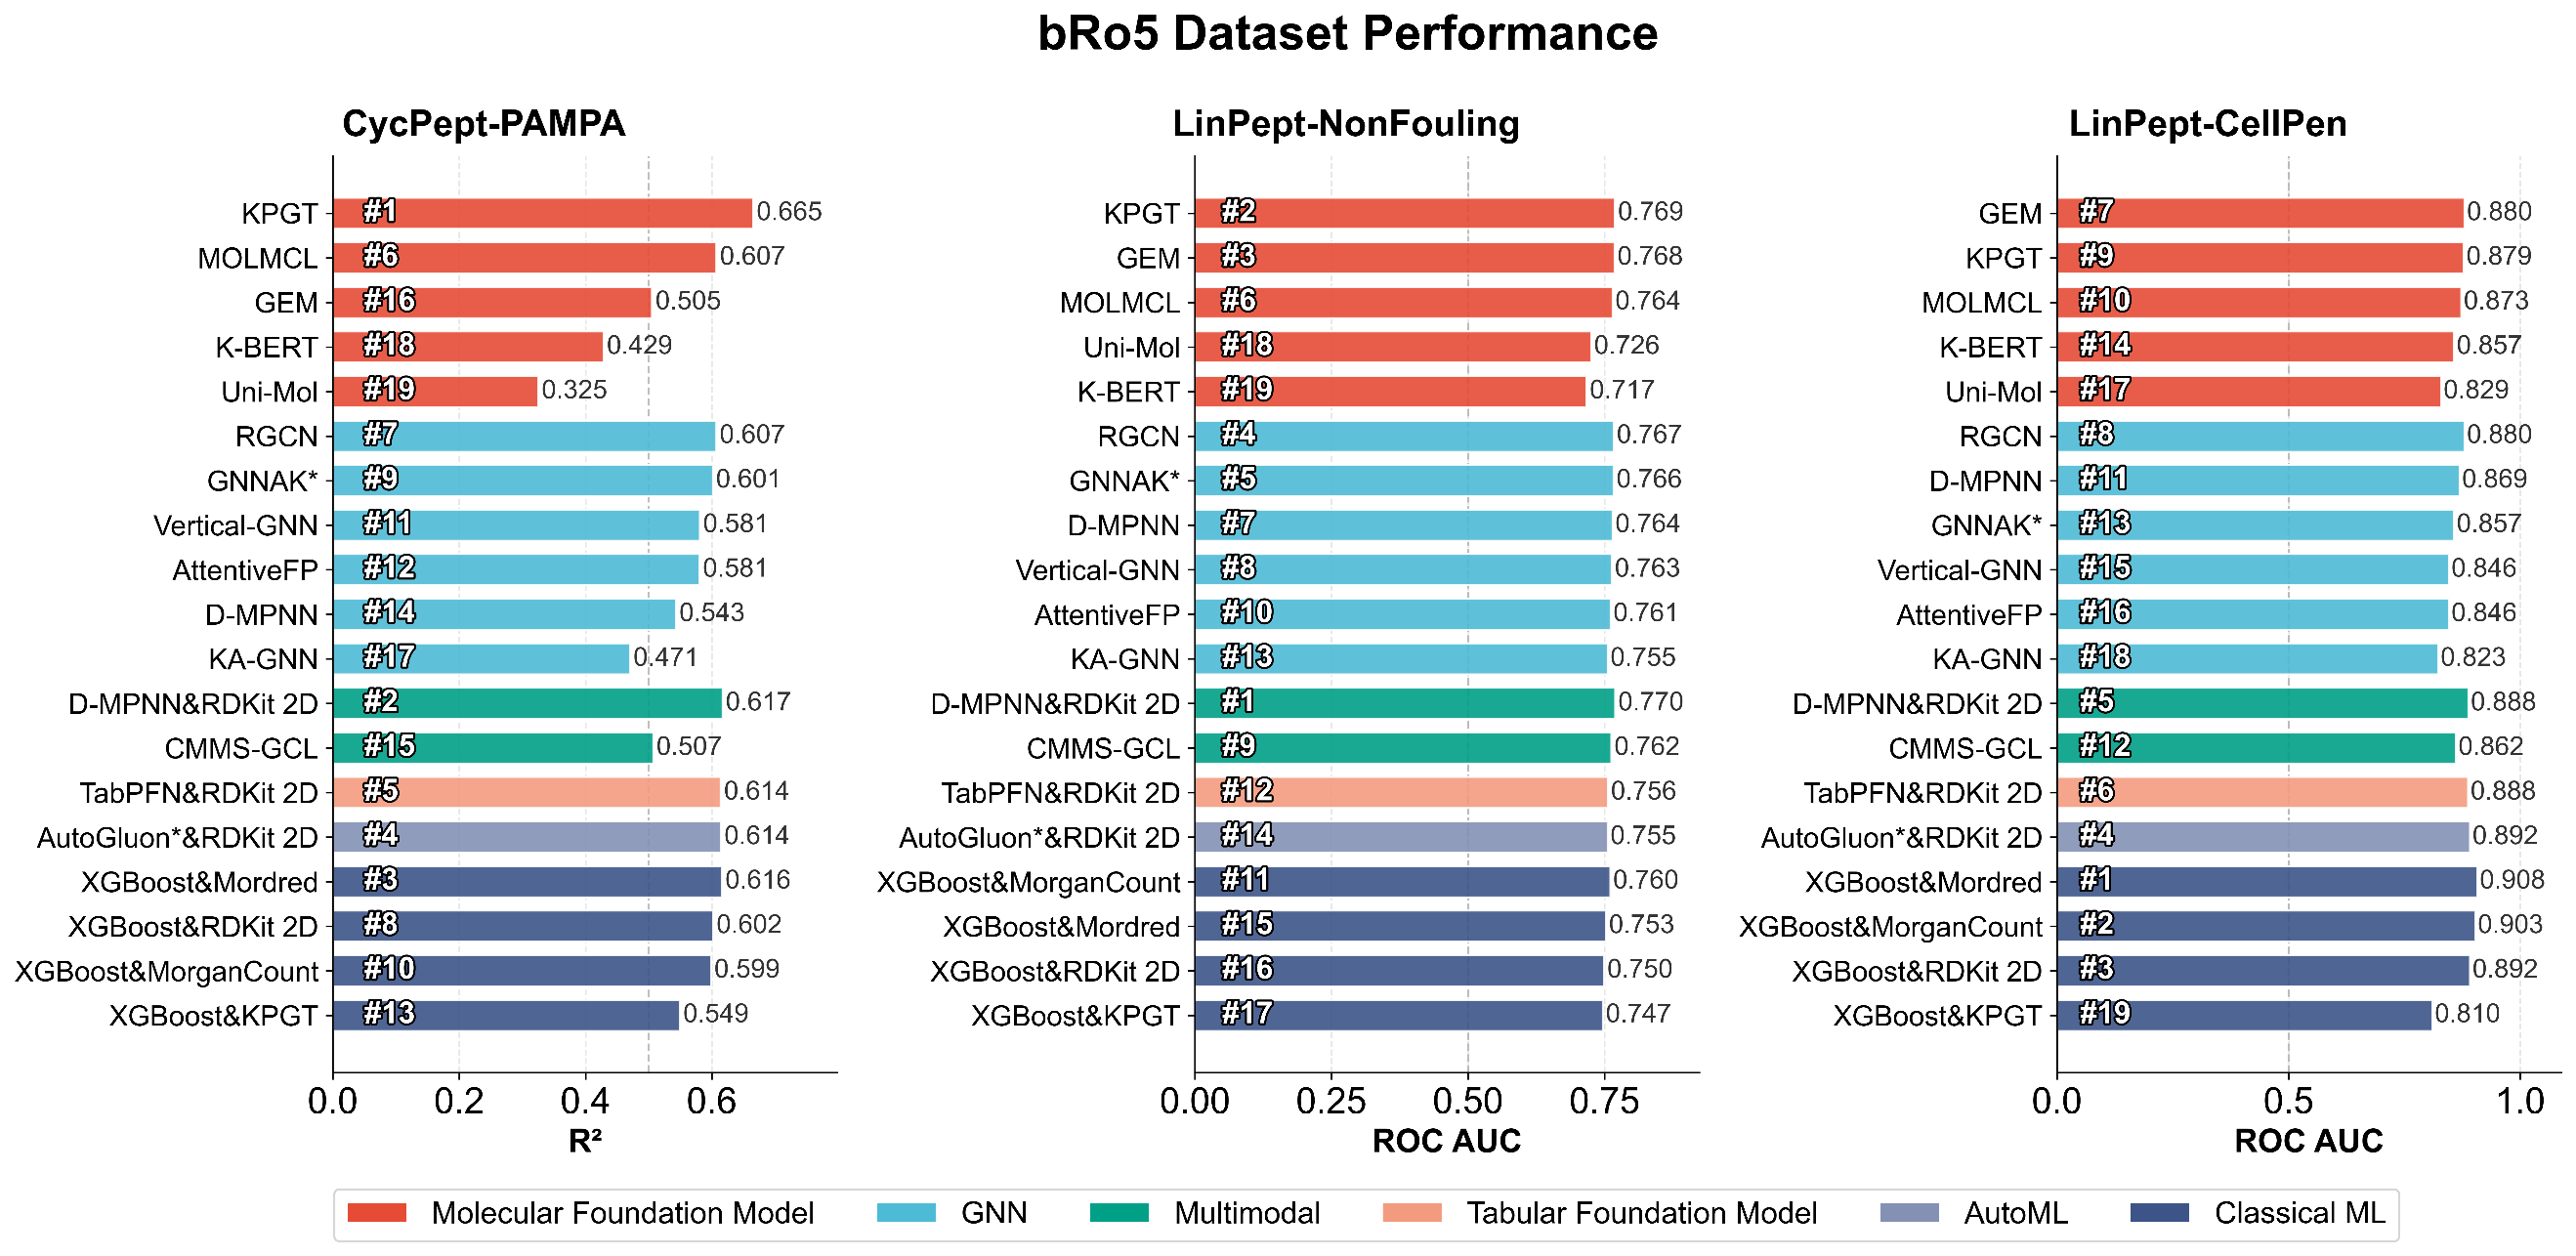 bRo5 Dataset Performance
CycPept-PAMPA
KPGT #1 0.665
MOLMCL #6 0.607
GEM #16 0.505
K-BERT #18 0.429
Uni-Mol #19 0.325
RGCN #7 0.607
GNNAK* #9 0.601
Vertical-GNN #11 0.581
AttentiveFP #12 0.581
D-MPNN #14 0.543
KA-GNN #17 0.471
D-MPNN&RDKit 2D #2 0.617
CMMS-GCL #15 0.507
TabPFN&RDKit 2D #5 0.614
AutoGluon*&RDKit 2D #4 0.614
XGBoost&Mordred #3 0.616
XGBoost&RDKit 2D #8 0.602
XGBoost&MorganCount #10 0.599
XGBoost&KPGT #13 0.549
0.0 0.2 0.4 0.6
R²
LinPept-NonFouling
KPGT #2 0.769
GEM #3 0.768
MOLMCL #6 0.764
Uni-Mol #18 0.726
K-BERT #19 0.717
RGCN #4 0.767
GNNAK* #5 0.766
D-MPNN #7 0.764
Vertical-GNN #8 0.763
AttentiveFP #10 0.761
KA-GNN #13 0.755
D-MPNN&RDKit 2D #1 0.770
CMMS-GCL #9 0.762
TabPFN&RDKit 2D #12 0.756
AutoGluon*&RDKit 2D #14 0.755
XGBoost&MorganCount #11 0.760
XGBoost&Mordred #15 0.753
XGBoost&RDKit 2D #16 0.750
XGBoost&KPGT #17 0.747
0.00 0.25 0.50 0.75
ROC AUC
LinPept-CellPen
GEM #7 0.880
KPGT #9 0.879
MOLMCL #10 0.873
K-BERT #14 0.857
Uni-Mol #17 0.829
RGCN #8 0.880
D-MPNN #11 0.869
GNNAK* #13 0.857
Vertical-GNN #15 0.846
AttentiveFP #16 0.846
KA-GNN #18 0.823
D-MPNN&RDKit 2D #5 0.888
CMMS-GCL #12 0.862
TabPFN&RDKit 2D #6 0.888
AutoGluon*&RDKit 2D #4 0.892
XGBoost&Mordred #1 0.908
XGBoost&MorganCount #2 0.903
XGBoost&RDKit 2D #3 0.892
XGBoost&KPGT #19 0.810
0.0 0.5 1.0
ROC AUC
Molecular Foundation Model GNN Multimodal Tabular Foundation Model AutoML Classical ML